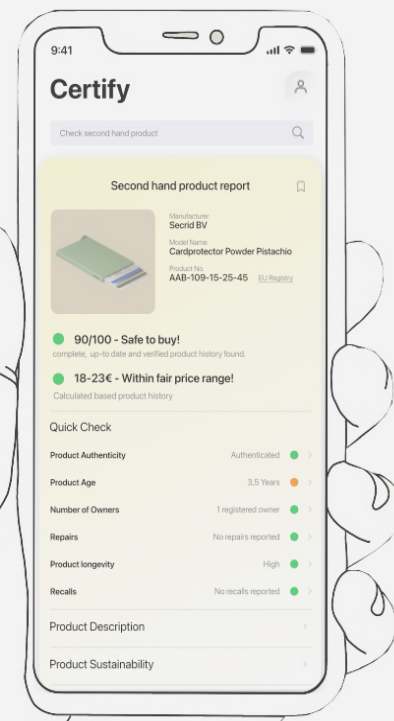 9:41
Certify
Check second hand product
Second hand product report
Manufacturer
Secrid BV
Model Name
Cardprotector Powder Pistachio
Product No.
AAB-109-15-25-45 EU Registry
90/100 - Safe to buy!
complete, up-to date and verified product history found.
18-23€ - Within fair price range!
Calculated based product history
Quick Check
Product Authenticity Authenticated
Product Age 3,5 Years
Number of Owners 1 registered owner
Repairs No repairs reported
Product longevity High
Recalls No recalls reported
Product Description
Product Sustainability